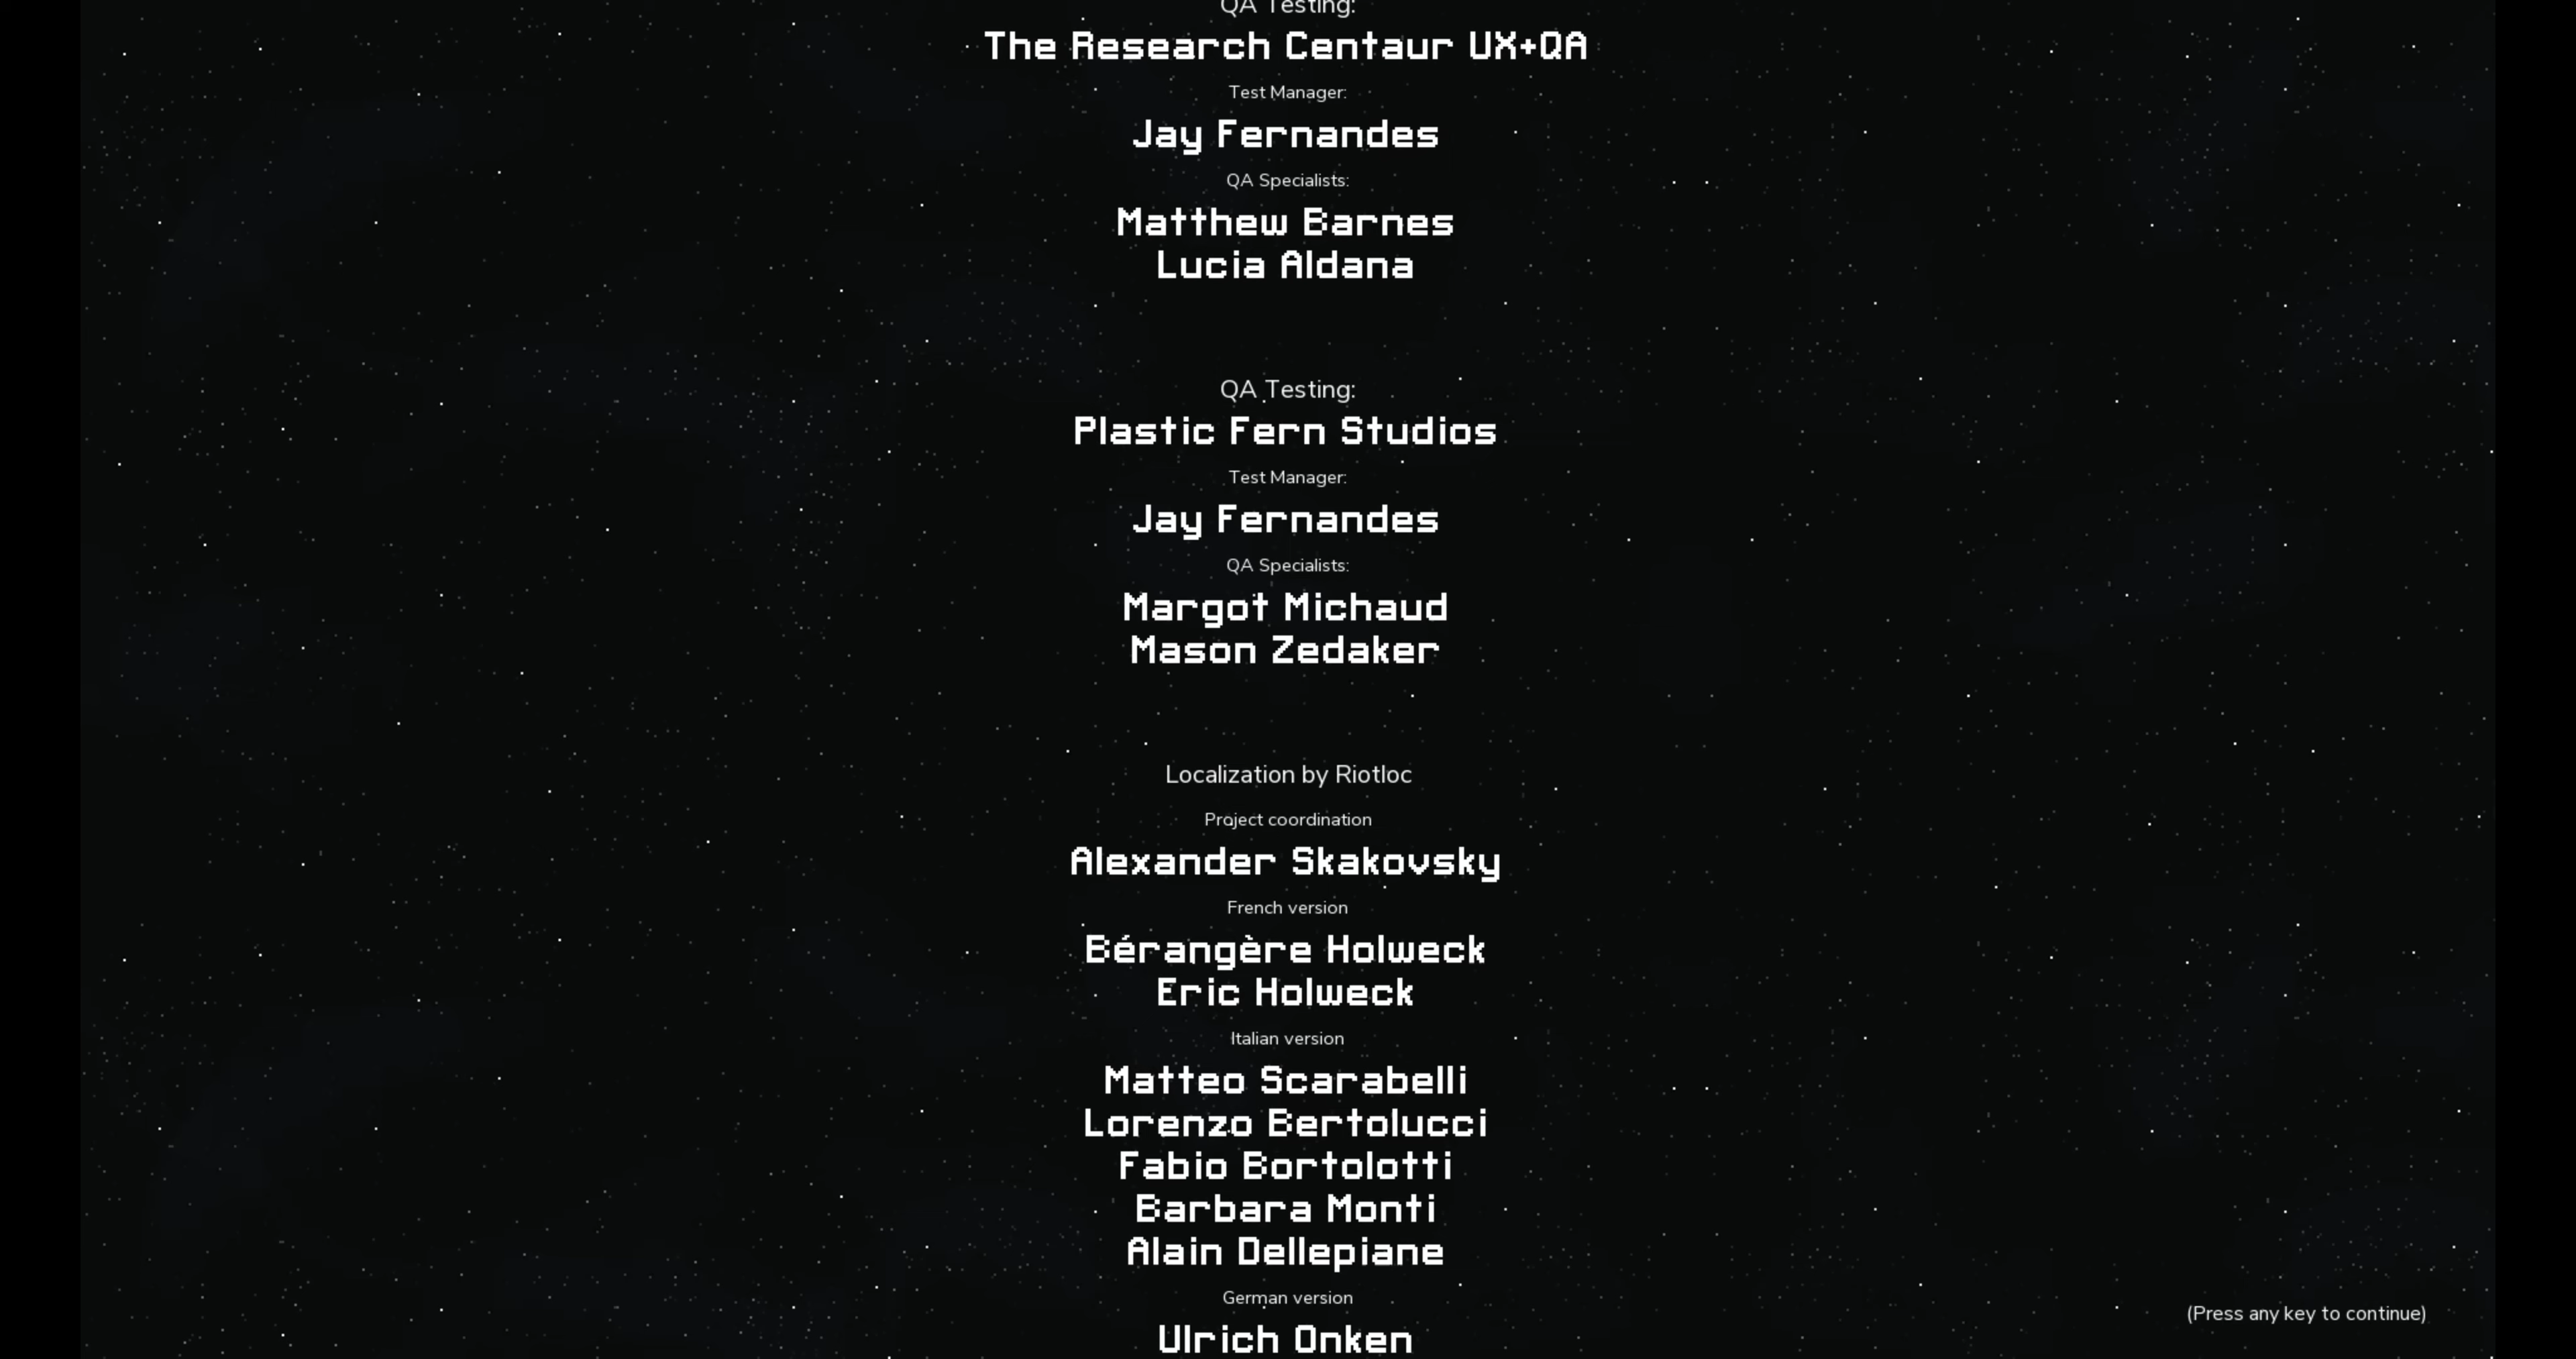 QA Testing:
The Research Centaur UX+QA
Test Manager:
Jay Fernandes
QA Specialists:
Matthew Barnes
Lucia Aldana
QA Testing:
Plastic Fern Studios
Test Manager:
Jay Fernandes
QA Specialists:
Margot Michaud
Mason Zedaker
Localization by Riotloc
Project coordination
Alexander Skakovsky
French version
Bérangère Holweck
Eric Holweck
Italian version
Matteo Scarabelli
Lorenzo Bertolucci
Fabio Bortolotti
Barbara Monti
Alain Dellepiane
German version
Ulrich Onken
(Press any key to continue)